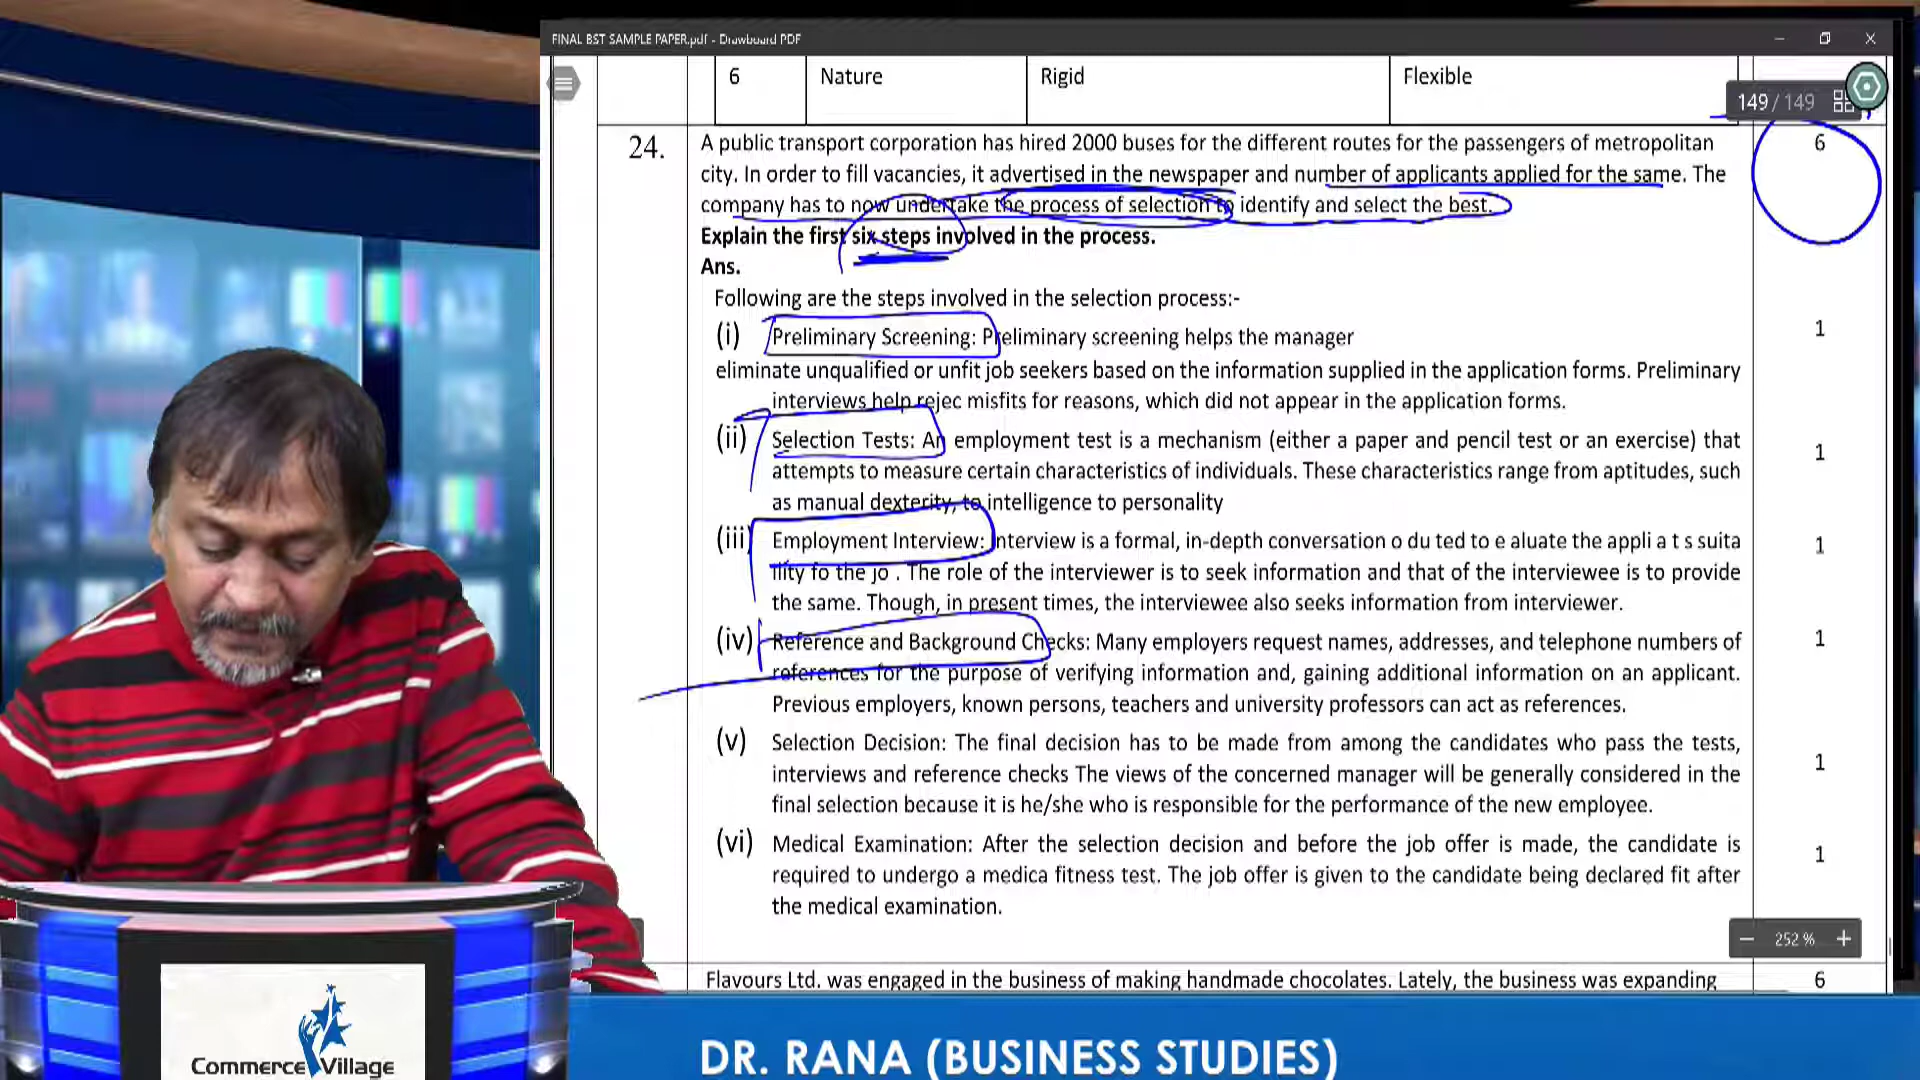 FINAL BST SAMPLE PAPER.pdf - Drawboard PDF
6 Nature Rigid Flexible
149 / 149
24. A public transport corporation has hired 2000 buses for the different routes for the passengers of metropolitan 6
city. In order to fill vacancies, it advertised in the newspaper and number of applicants applied for the same. The
company has to now undertake the process of selection to identify and select the best.
Explain the first six steps involved in the process.
Ans.
Following are the steps involved in the selection process:-
(i) Preliminary Screening: Preliminary screening helps the manager 1
eliminate unqualified or unfit job seekers based on the information supplied in the application forms. Preliminary
interviews help rejec misfits for reasons, which did not appear in the application forms.
(ii) Selection Tests: An employment test is a mechanism (either a paper and pencil test or an exercise) that 1
attempts to measure certain characteristics of individuals. These characteristics range from aptitudes, such
as manual dexterity, to intelligence to personality
(iii) Employment Interview: Interview is a formal, in-depth conversation o du ted to e aluate the appli a t s suita 1
ility fo the jo . The role of the interviewer is to seek information and that of the interviewee is to provide
the same. Though, in present times, the interviewee also seeks information from interviewer.
(iv) Reference and Background Checks: Many employers request names, addresses, and telephone numbers of 1
references for the purpose of verifying information and, gaining additional information on an applicant.
Previous employers, known persons, teachers and university professors can act as references.
(v) Selection Decision: The final decision has to be made from among the candidates who pass the tests, 1
interviews and reference checks The views of the concerned manager will be generally considered in the
final selection because it is he/she who is responsible for the performance of the new employee.
(vi) Medical Examination: After the selection decision and before the job offer is made, the candidate is 1
required to undergo a medica fitness test. The job offer is given to the candidate being declared fit after
the medical examination.
252 %
Flavours Ltd. was engaged in the business of making handmade chocolates. Lately, the business was expanding 6
Commerce Village
DR. RANA (BUSINESS STUDIES)